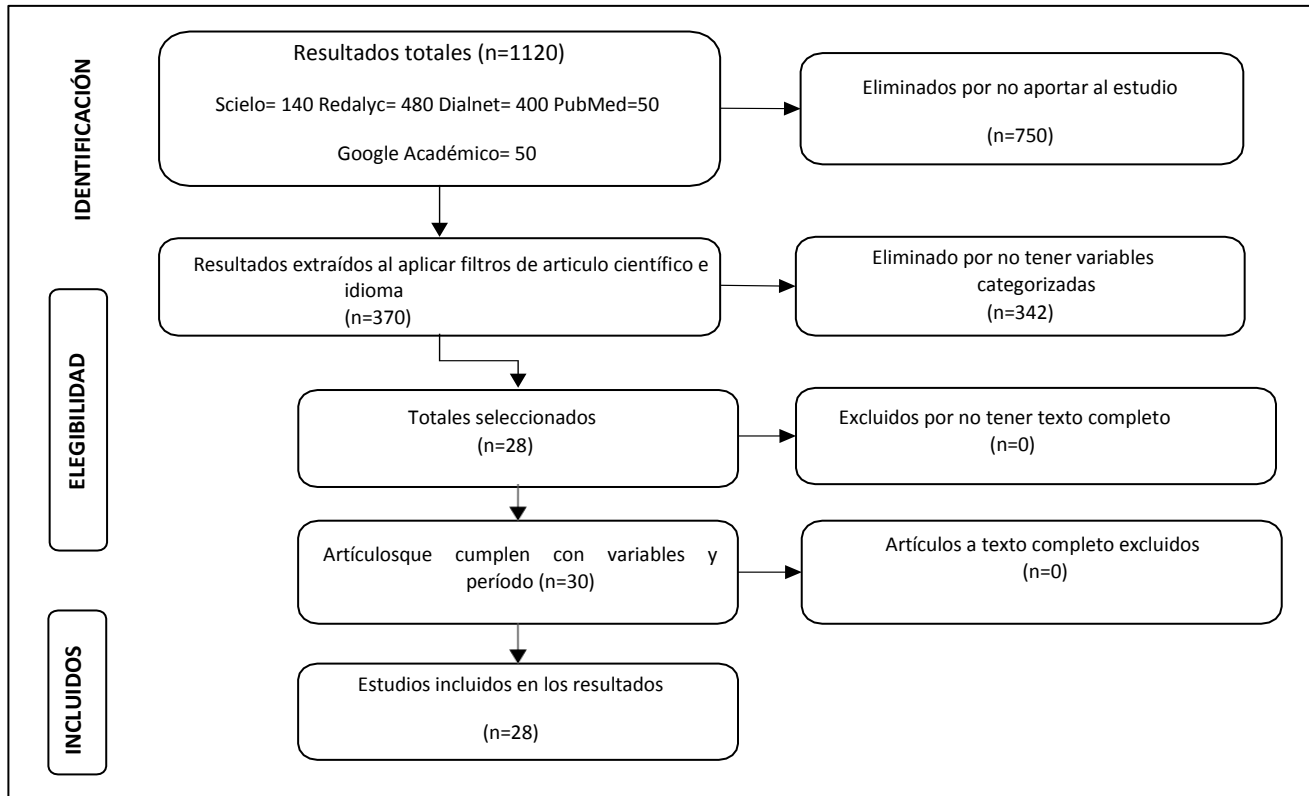 IDENTIFICACIÓN
Resultados totales (n=1120)
Scielo= 140 Redalyc= 480 Dialnet= 400 PubMed=50
Google Académico= 50
Eliminados por no aportar al estudio
(n=750)
Resultados extraídos al aplicar filtros de articulo científico e
idioma
(n=370)
Eliminado por no tener variables
categorizadas
(n=342)
ELEGIBILIDAD
Totales seleccionados
(n=28)
Excluidos por no tener texto completo
(n=0)
Artículosque cumplen con variables y
período (n=30)
Artículos a texto completo excluidos
(n=0)
INCLUIDOS
Estudios incluidos en los resultados
(n=28)